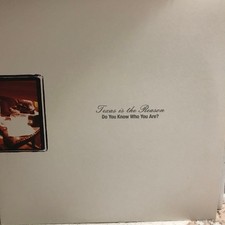 Texas is the Reason
Do You Know Who You Are?